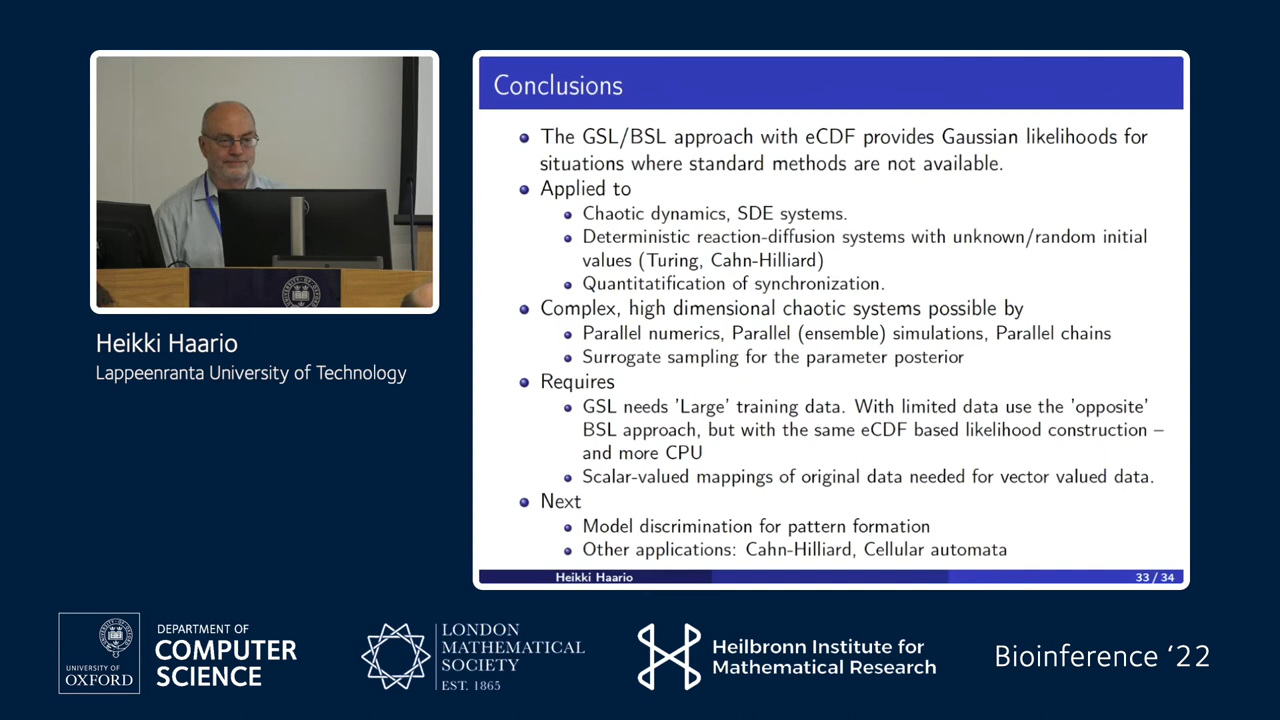 Conclusions
The GSL/BSL approach with eCDF provides Gaussian likelihoods for
situations where standard methods are not available.
Applied to
Chaotic dynamics, SDE systems.
Deterministic reaction-diffusion systems with unknown/random initial
values (Turing, Cahn-Hilliard)
Quantitatification of synchronization.
Complex, high dimensional chaotic systems possible by
Parallel numerics, Parallel (ensemble) simulations, Parallel chains
Surrogate sampling for the parameter posterior
Requires
GSL needs 'Large' training data. With limited data use the 'opposite'
BSL approach, but with the same eCDF based likelihood construction –
and more CPU
Scalar-valued mappings of original data needed for vector valued data.
Next
Model discrimination for pattern formation
Other applications: Cahn-Hilliard, Cellular automata
Heikki Haario
33 / 34
Heikki Haario
Lappeenranta University of Technology
UNIVERSITY OF
OXFORD
DEPARTMENT OF
COMPUTER
SCIENCE
LONDON
MATHEMATICAL
SOCIETY
EST. 1865
Heilbronn Institute for
Mathematical Research
Bioinference ‘22